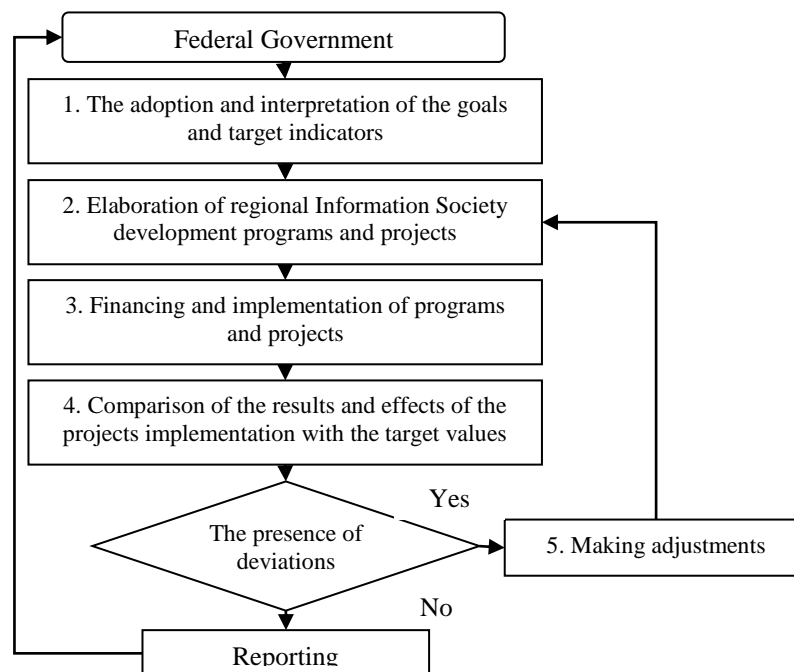 Federal Government
1. The adoption and interpretation of the goals
and target indicators
2. Elaboration of regional Information Society
development programs and projects
3. Financing and implementation of programs
and projects
4. Comparison of the results and effects of the
projects implementation with the target values
Yes
The presence of
deviations
5. Making adjustments
No
Reporting